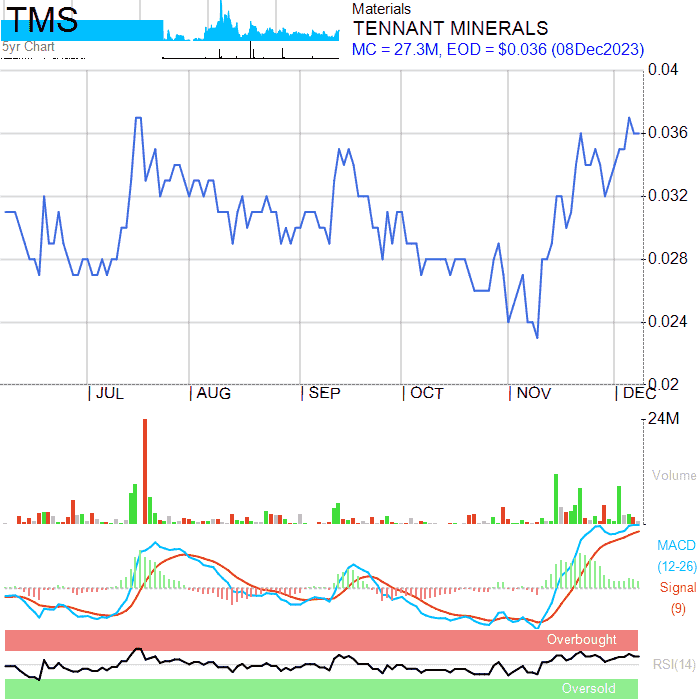 TMS
5yr Chart
Materials
TENNANT MINERALS
MC = 27.3M, EOD = $0.036 (08Dec2023)
0.04
0.036
0.032
0.028
0.024
0.02
JUL AUG SEP OCT NOV DEC
24M
Volume
MACD
(12-26)
Signal
(9)
Overbought
RSI(14)
Oversold